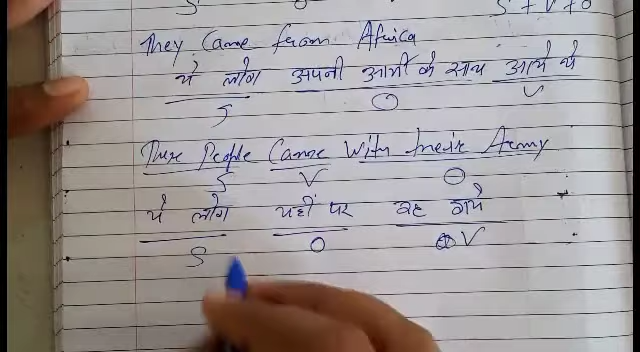 S S + V + O
They Came from Africa
ये लोग अपनी आर्मी के साथ आये थे
S O V
These People Came With their Army
S V O
ये लोग यहाँ पर रह गये
S O V